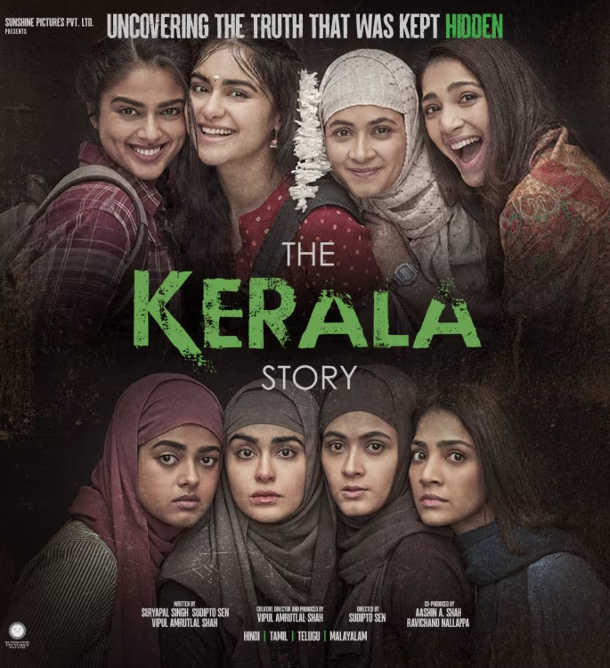 SUNSHINE PICTURES PVT. LTD.
PRESENTS
UNCOVERING THE TRUTH THAT WAS KEPT HIDDEN
THE
KERALA
STORY
WRITTEN BY
SURYAPAL SINGH SUDIPTO SEN
VIPUL AMRUTLAL SHAH
CREATIVE DIRECTOR AND PRODUCED BY
VIPUL AMRUTLAL SHAH
DIRECTED BY
SUDIPTO SEN
CO-PRODUCED BY
AASHIN A. SHAH
RAVICHAND NALLAPPA
HINDI | TAMIL | TELUGU | MALAYALAM